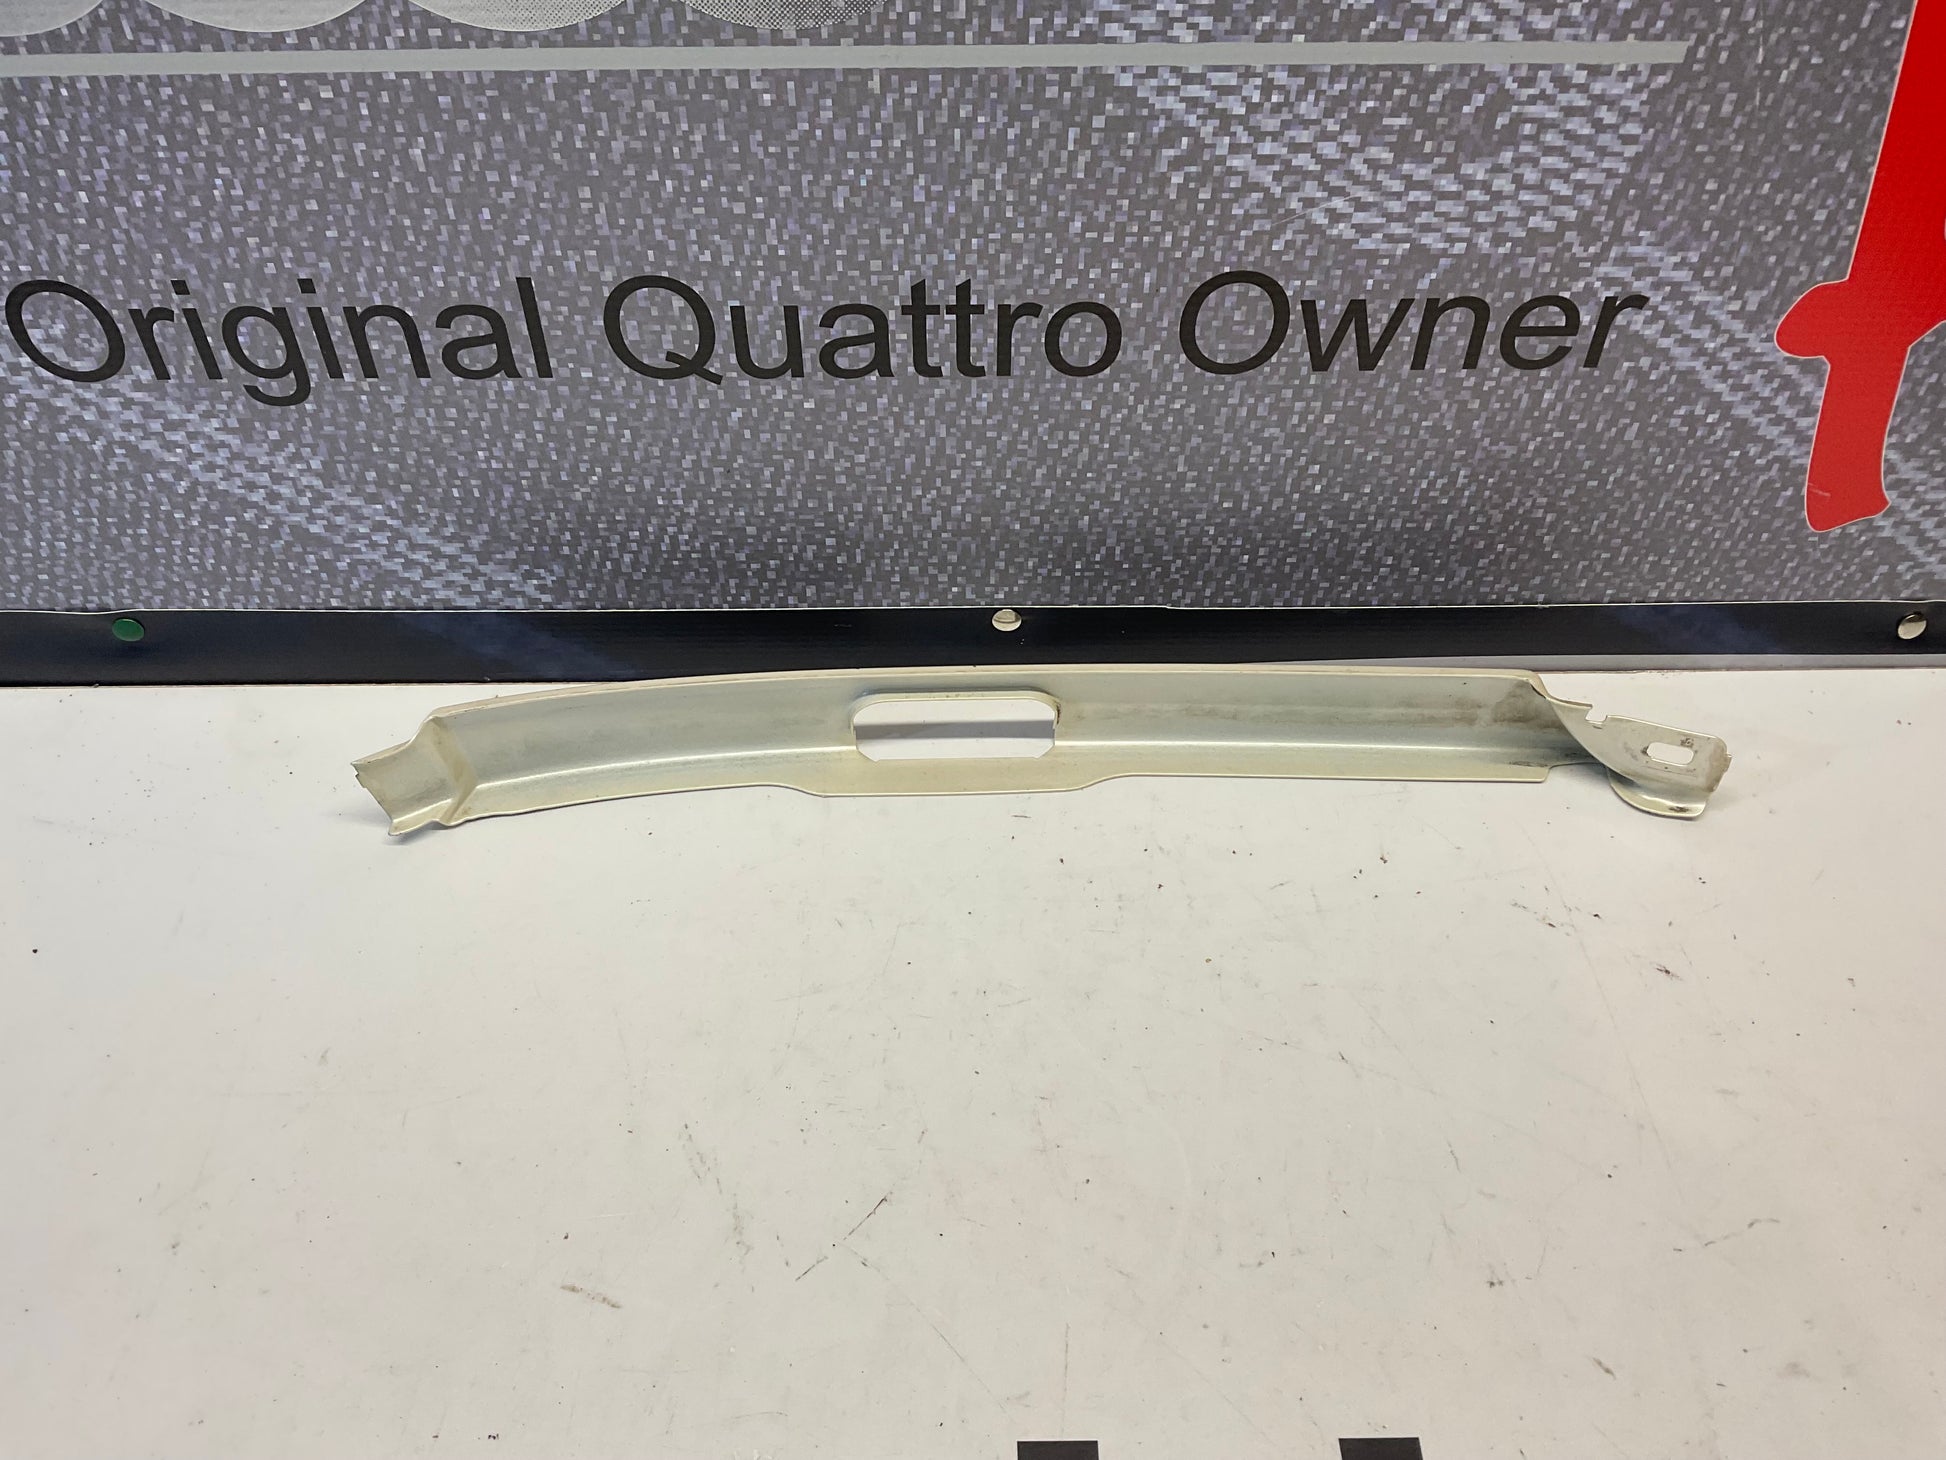 Original Quattro Owner